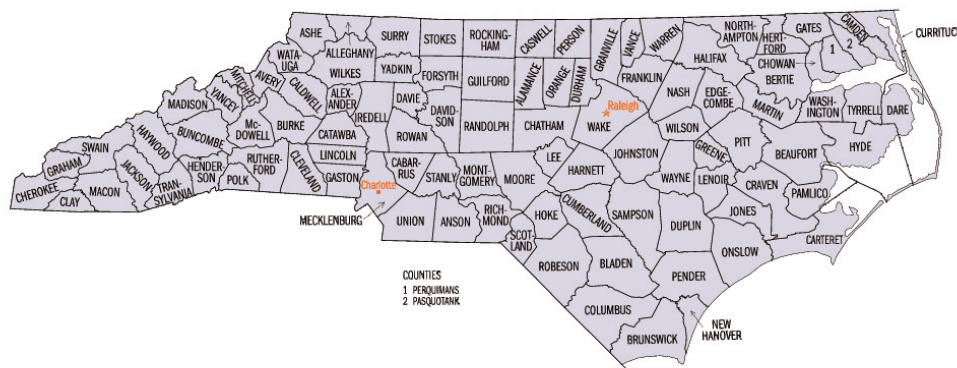 ASHE
ALLEGHANY
SURRY
STOKES
ROCKING-
HAM
CASWELL
PERSON
GRANVILLE
VANCE
WARREN
NORTH-
AMPTON
HERT-
FORD
GATES
CAMDEN
CURRITUC
WATA-
UGA
WILKES
YADKIN
FORSYTH
GUILFORD
ALAMANCE
ORANGE
DURHAM
FRANKLIN
HALIFAX
CHOWAN
BERTIE
1
2
MITCHELL
AVERY
CALDWELL
ALEX-
ANDER
IREDELL
DAVIE
DAVID-
SON
RANDOLPH
CHATHAM
Raleigh
WAKE
NASH
EDGE-
COMBE
MARTIN
WASH-
INGTON
TYRRELL
DARE
MADISON
YANCEY
McDOWELL
BURKE
CATAWBA
ROWAN
JOHNSTON
WILSON
PITT
BEAUFORT
HYDE
SWAIN
HAYWOOD
BUNCOMBE
HENDER
SON
RUTHER-
FORD
CLEVELAND
LINCOLN
GASTON
CABAR-
RUS
STANLY
MONT-
GOMERY
MOORE
LEE
HARNETT
WAYNE
GREENE
LENOIR
CRAVEN
PAMLICO
GRAHAM
CHEROKEE
CLAY
MACON
JACKSON
TRAN-
SYLVANIA
POLK
Charlotte
MECKLENBURG
UNION
ANSON
RICH-
MOND
SCOT-
LAND
HOKE
CUMBERLAND
SAMPSON
DUPLIN
JONES
CARTERET
ONSLOW
ROBESON
BLADEN
PENDER
COLUMBUS
BRUNSWICK
NEW
HANOVER
COUNTIES
1 PERQUIMANS
2 PASQUOTANK